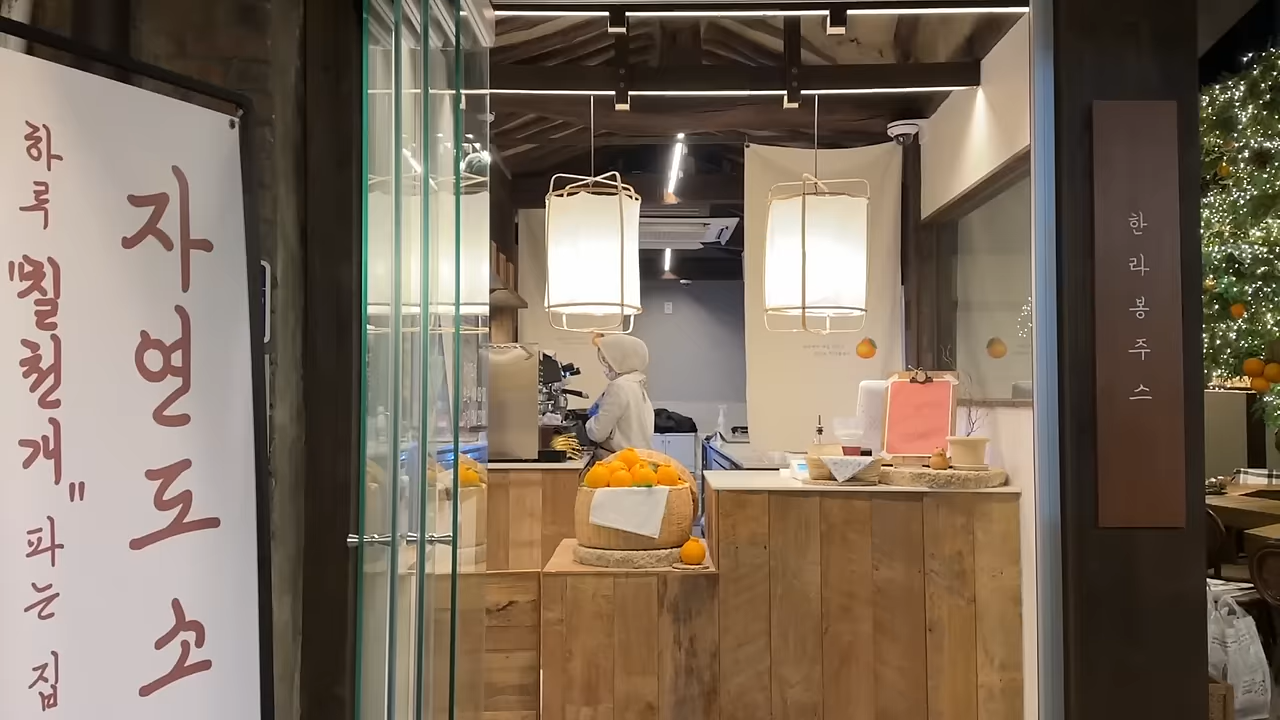 자연도소
하루
"칠천개"
파는 집
한라봉주스